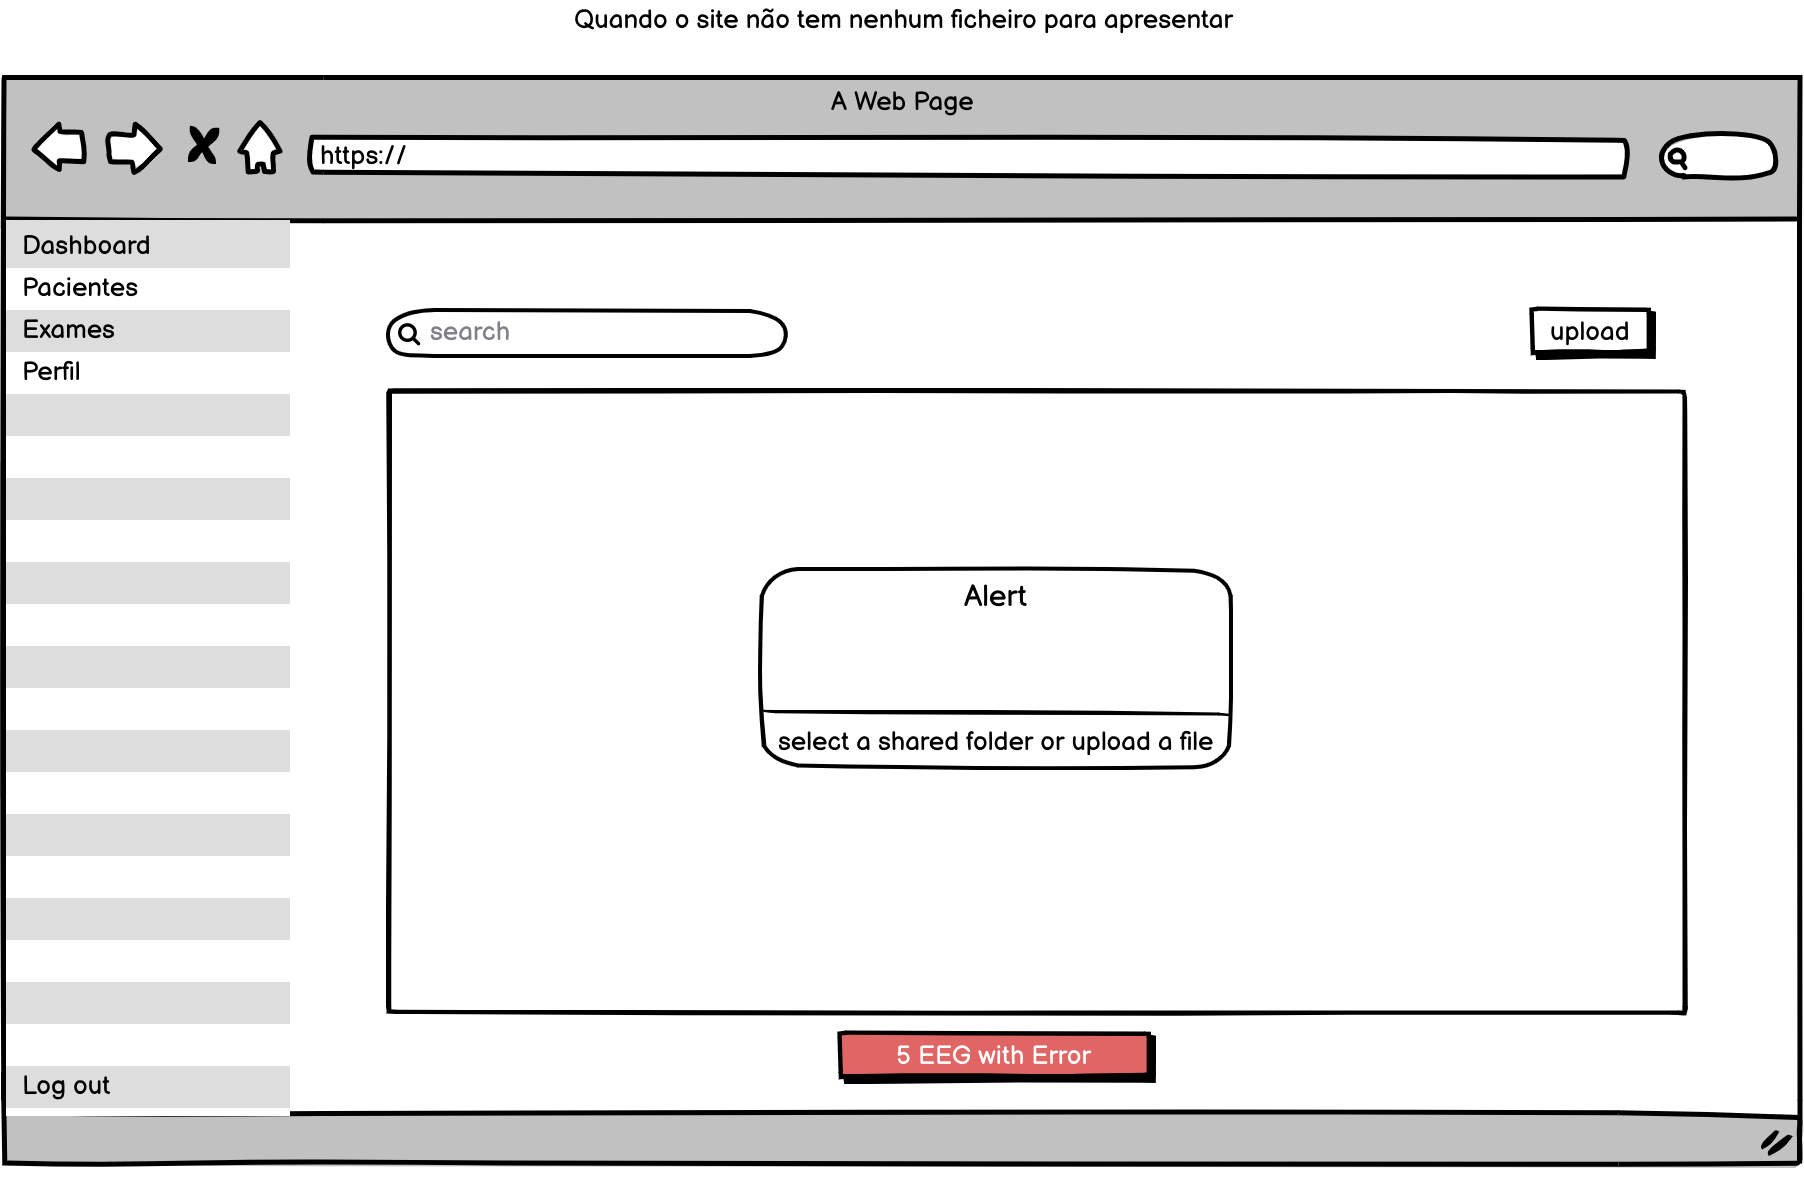 Quando o site não tem nenhum ficheiro para apresentar
A Web Page
https://
Dashboard
Pacientes
Exames
Perfil
Log out
search
upload
Alert
select a shared folder or upload a file
5 EEG with Error